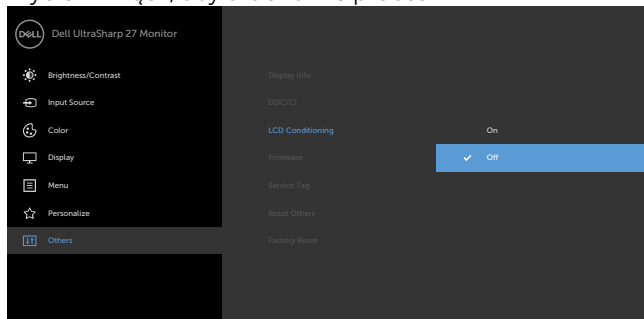 DELL Dell UltraSharp 27 Monitor
Brightness/Contrast
Input Source
Color
Display
Menu
Personalize
Others
Display Info
DDC/CI
LCD Conditioning
Firmware
Service Tag
Reset Others
Factory Reset
On
Off